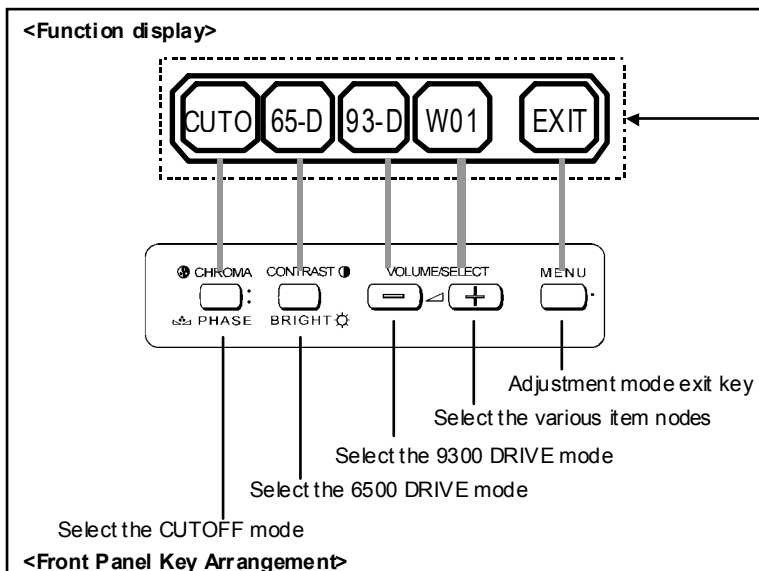 <Function display>
CUTO 65-D 93-D W01 EXIT
CHROMA CONTRAST VOLUME/SELECT MENU
PHASE BRIGHT
Adjustment mode exit key
Select the various item nodes
Select the 9300 DRIVE mode
Select the 6500 DRIVE mode
Select the CUTOFF mode
<Front Panel Key Arrangement>